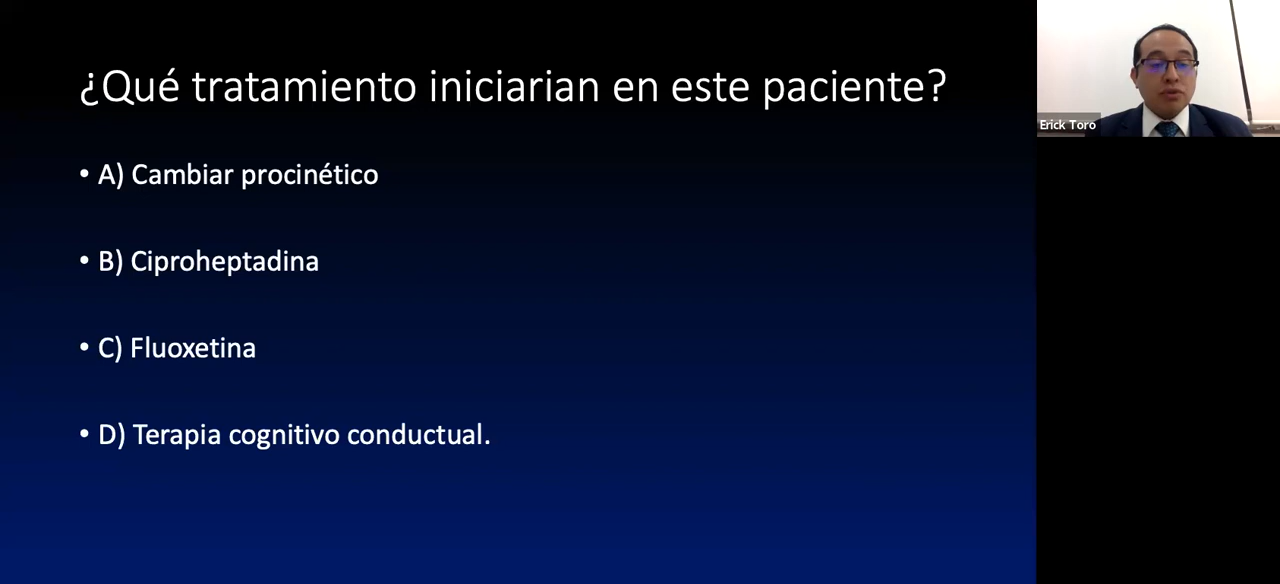 ¿Qué tratamiento iniciarian en este paciente?
• A) Cambiar procinético
• B) Ciproheptadina
• C) Fluoxetina
• D) Terapia cognitivo conductual.
Erick Toro